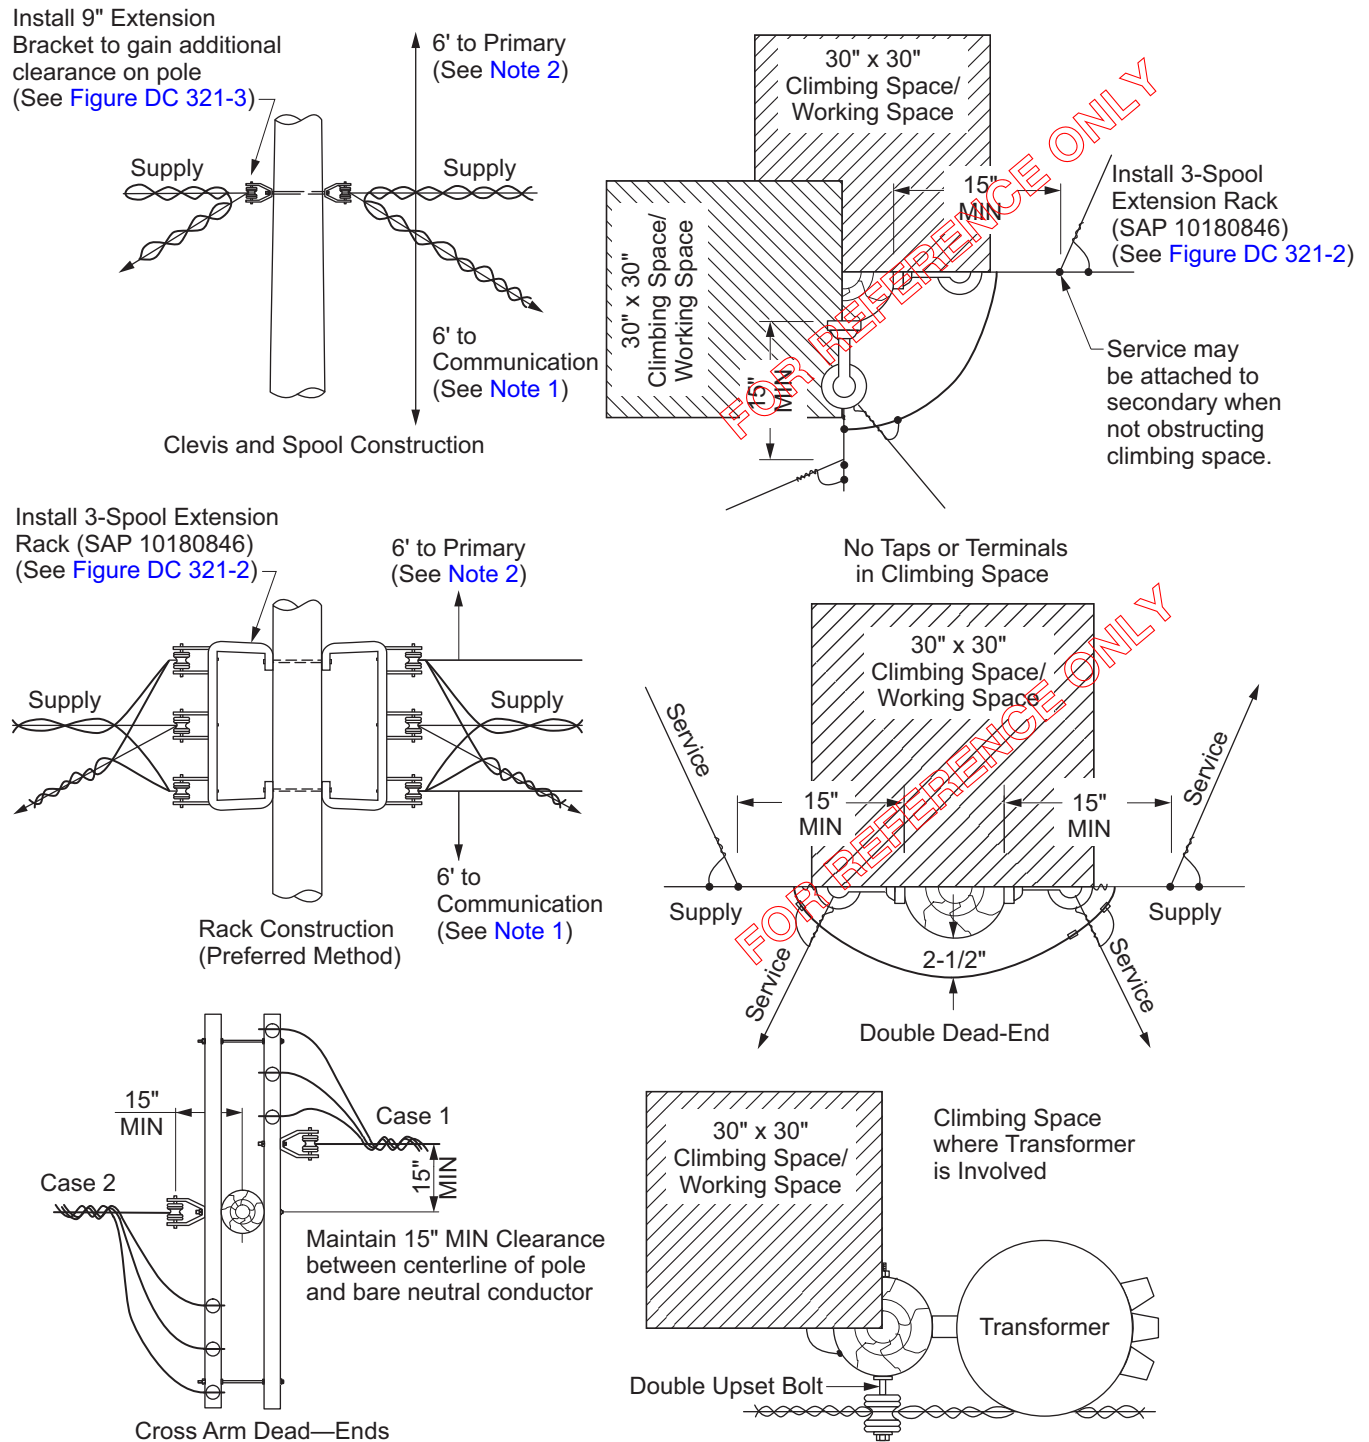 Install 9" Extension
Bracket to gain additional
clearance on pole
(See Figure DC 321-3)
6' to Primary
(See Note 2)
Supply
Supply
6' to
Communication
(See Note 1)
Clevis and Spool Construction
30" x 30"
Climbing Space/
Working Space
30" x 30"
Climbing Space/
Working Space
15"
MIN
15"
MIN
Install 3-Spool
Extension Rack
(SAP 10180846)
(See Figure DC 321-2)
Service may
be attached to
secondary when
not obstructing
climbing space.
FOR REFERENCE ONLY
Install 3-Spool Extension
Rack (SAP 10180846)
(See Figure DC 321-2)
6' to Primary
(See Note 2)
Supply
Supply
6' to
Communication
(See Note 1)
Rack Construction
(Preferred Method)
No Taps or Terminals
in Climbing Space
30" x 30"
Climbing Space/
Working Space
Service
Service
15"
MIN
15"
MIN
Supply
Supply
2-1/2"
Service
Service
Double Dead-End
FOR REFERENCE ONLY
15"
MIN
Case 1
15"
MIN
Case 2
Maintain 15" MIN Clearance
between centerline of pole
and bare neutral conductor
Cross Arm Dead—Ends
30" x 30"
Climbing Space/
Working Space
Climbing Space
where Transformer
is Involved
Transformer
Double Upset Bolt